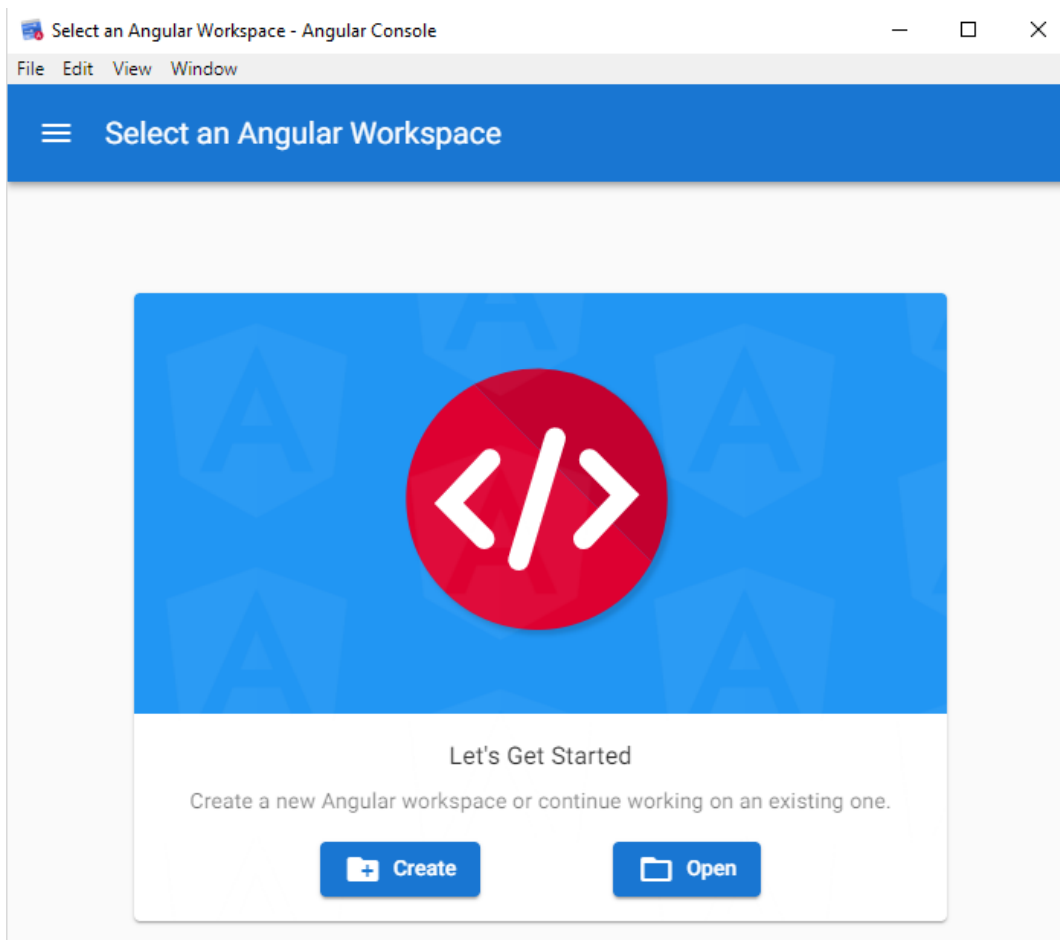 Select an Angular Workspace - Angular Console
File Edit View Window
Select an Angular Workspace
</>
Let's Get Started
Create a new Angular workspace or continue working on an existing one.
Create Open